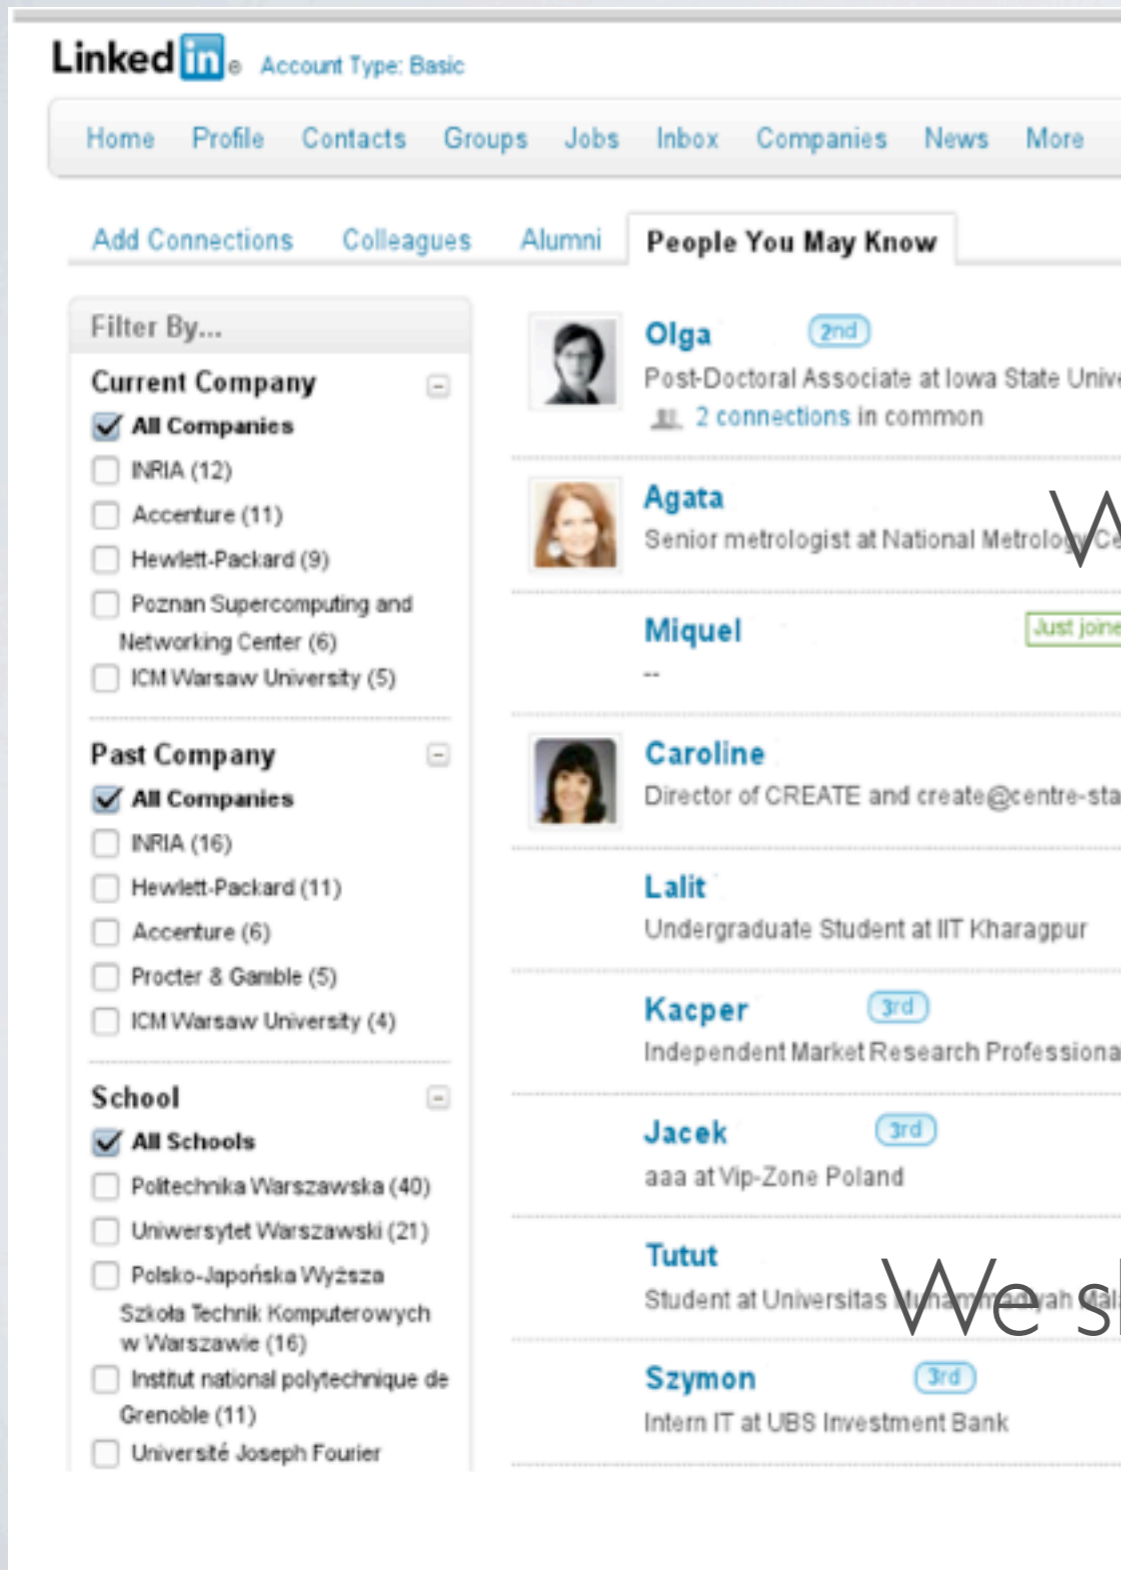 Linked in ® Account Type: Basic
Home Profile Contacts Groups Jobs Inbox Companies News More
Add Connections Colleagues Alumni People You May Know
Filter By...
Current Company
All Companies
INRIA (12)
Accenture (11)
Hewlett-Packard (9)
Poznan Supercomputing and
Networking Center (6)
ICM Warsaw University (5)
Past Company
All Companies
INRIA (16)
Hewlett-Packard (11)
Accenture (6)
Procter & Gamble (5)
ICM Warsaw University (4)
School
All Schools
Politechnika Warszawska (40)
Uniwersytet Warszawski (21)
Polsko-Japońska Wyższa
Szkoła Technik Komputerowych
w Warszawie (16)
Institut national polytechnique de
Grenoble (11)
Université Joseph Fourier
Olga 2nd
Post-Doctoral Associate at Iowa State
2 connections in common
Agata
Senior metrologist at National Metrology
Miquel Just
--
Caroline
Director of CREATE and
Lalit
Undergraduate Student at IIT Kharagpur
Kacper 3rd
Independent Market Research
Jacek 3rd
aaa at Vip-Zone Poland
Tutut
Student at Universitas Muhammadiyah
We
Szymon 3rd
Intern IT at UBS Investment Bank